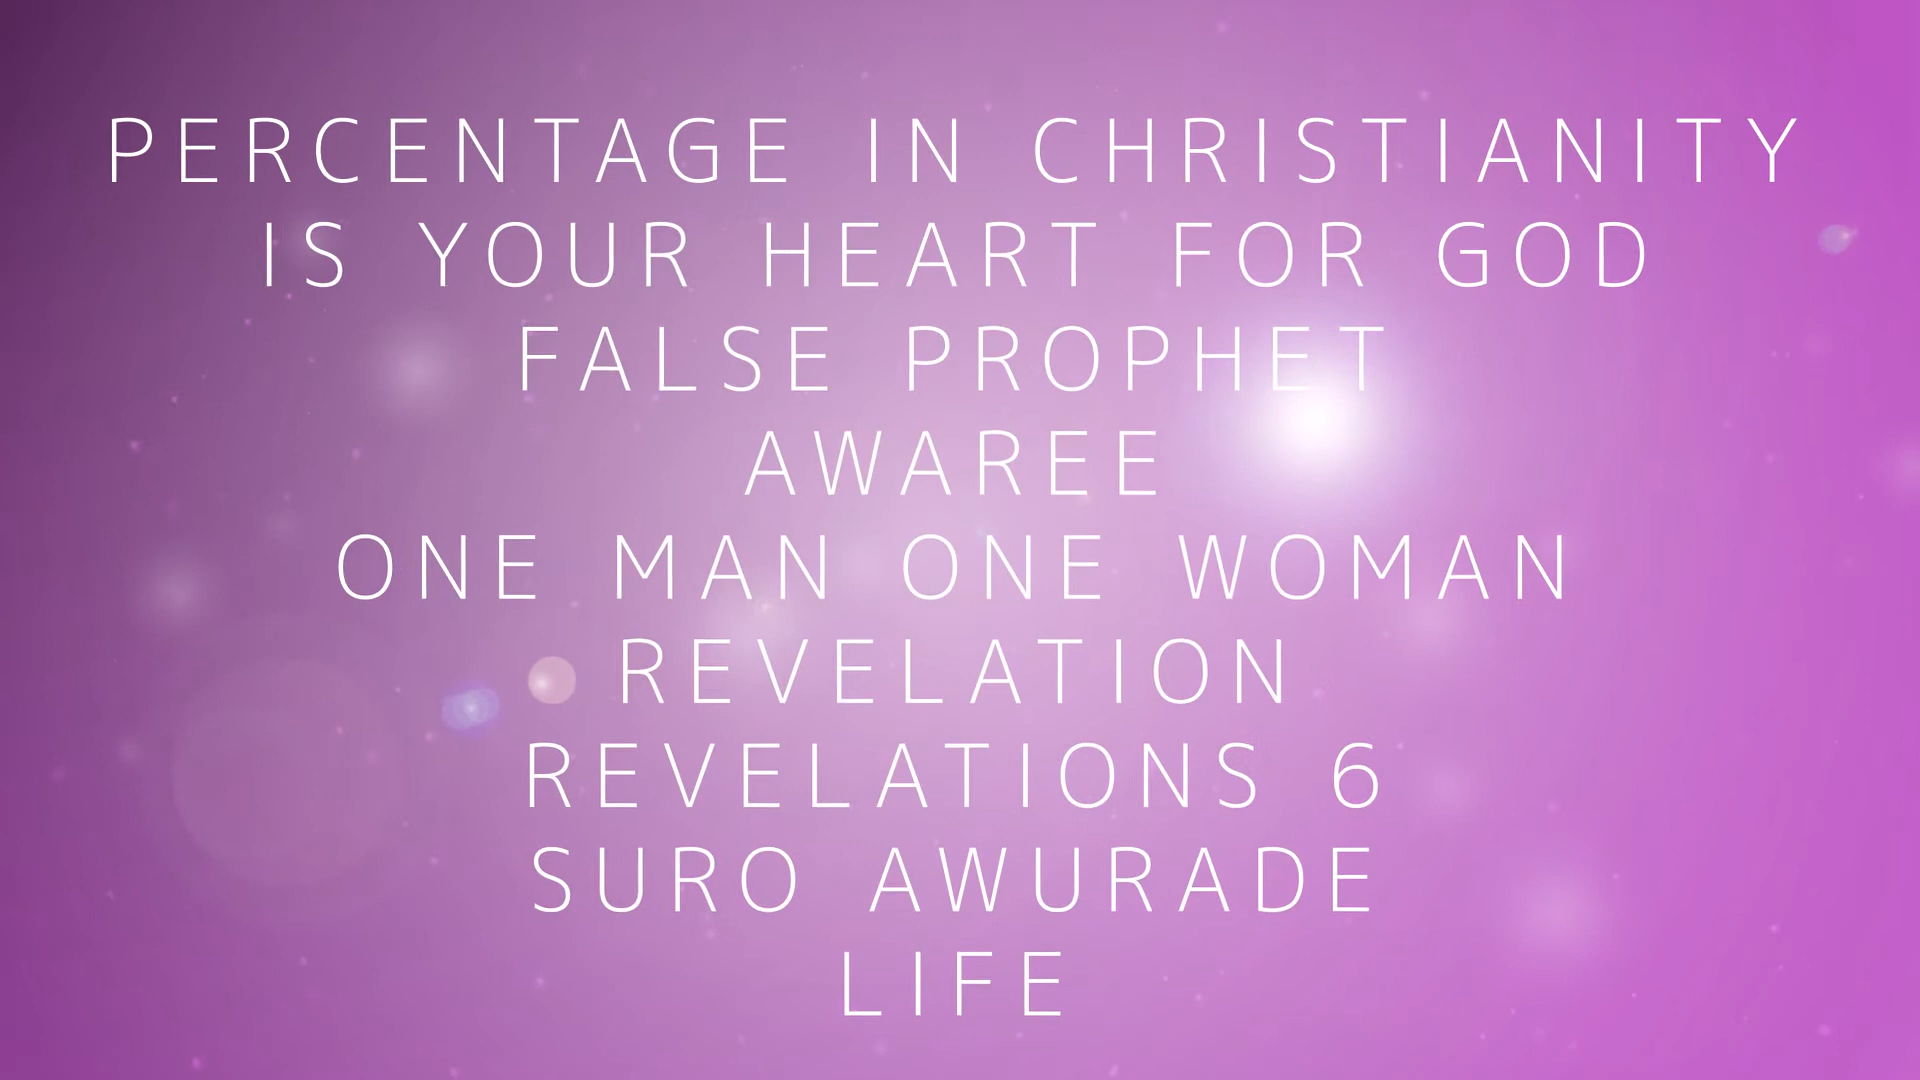 PERCENTAGE IN CHRISTIANITY
IS YOUR HEART FOR GOD
FALSE PROPHET
AWAREE
ONE MAN ONE WOMAN
REVELATION
REVELATIONS 6
SURO AWURADE
LIFE